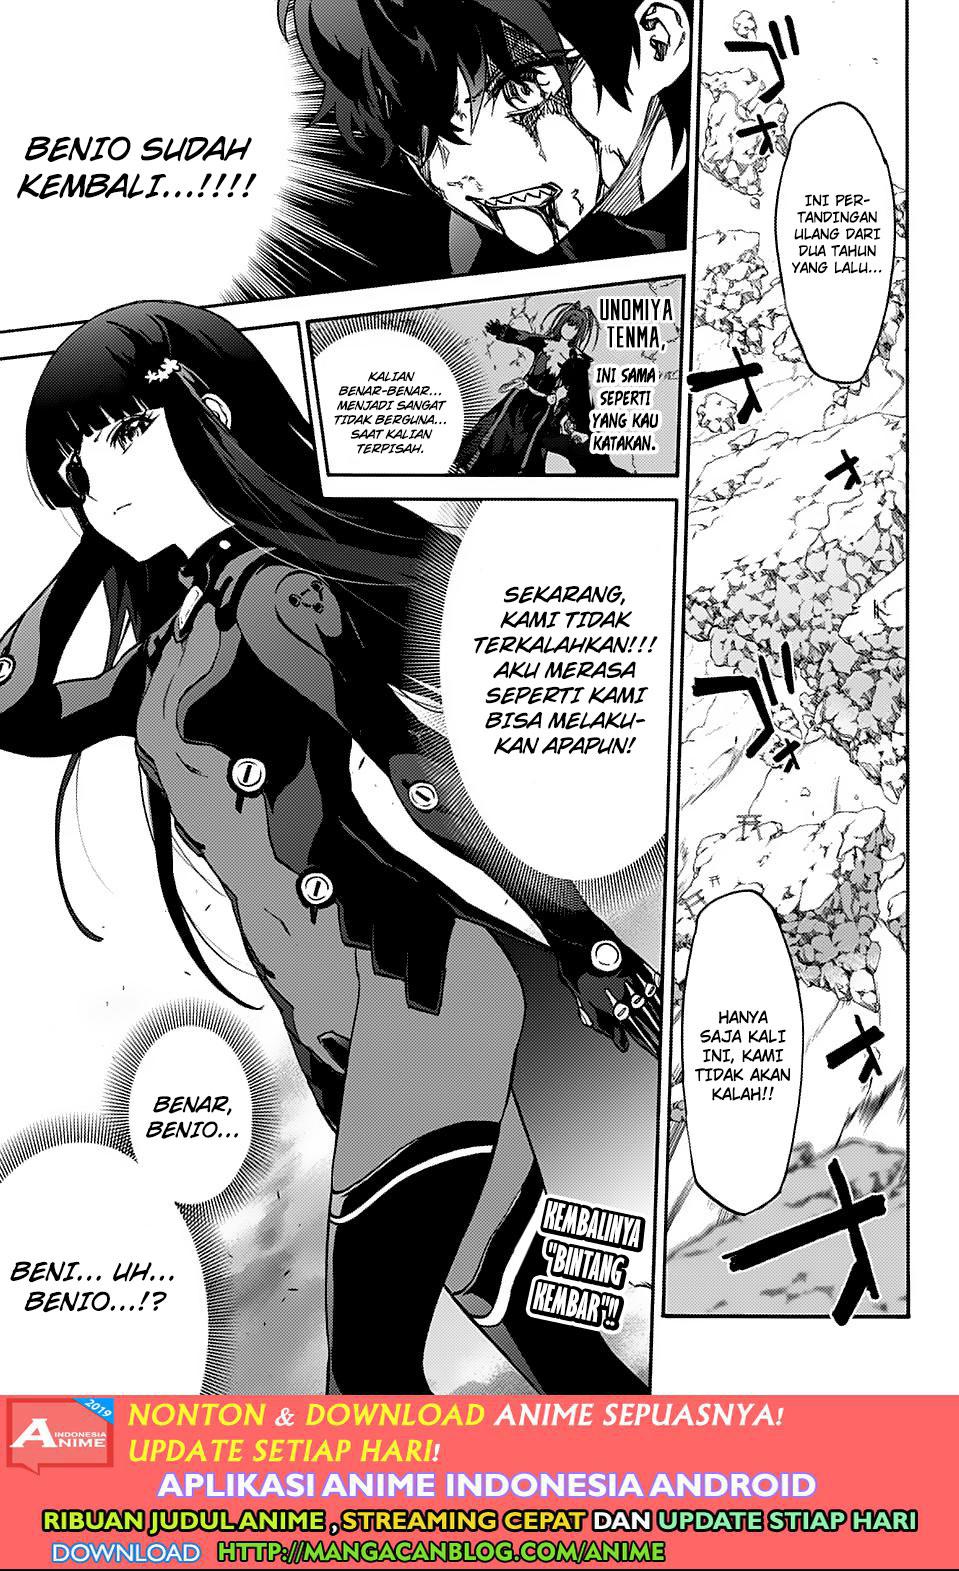 INI PER-
TANDINGAN
ULANG DARI
DUA TAHUN
YANG LALU...
HANYA
SAJA KALI
INI, KAMI
TIDAK AKAN
KALAH!!
BENIO SUDAH
KEMBALI...!!!!
UNOMIYA
TENMA,
INI SAMA
SEPERTI
YANG KAU
KATAKAN.
KALIAN
BENAR-BENAR...
MENJADI SANGAT
TIDAK BERGUNA...
SAAT KALIAN
TERPISAH.
SEKARANG,
KAMI TIDAK
TERKALAHKAN!!!
AKU MERASA
SEPERTI KAMI
BISA MELAKU-
KAN APAPUN!
BENAR,
BENIO...
BENI... UH...
BENIO...!?
KEMBALINYA
"BINTANG
KEMBAR"!!
2019
INDONESIA
ANIME
NONTON & DOWNLOAD ANIME SEPUASNYA!
UPDATE SETIAP HARI!
APLIKASI ANIME INDONESIA ANDROID
RIBUAN JUDUL ANIME , STREAMING CEPAT DAN UPDATE STIAP HARI
DOWNLOAD HTTP://MANGACANBLOG.COM/ANIME